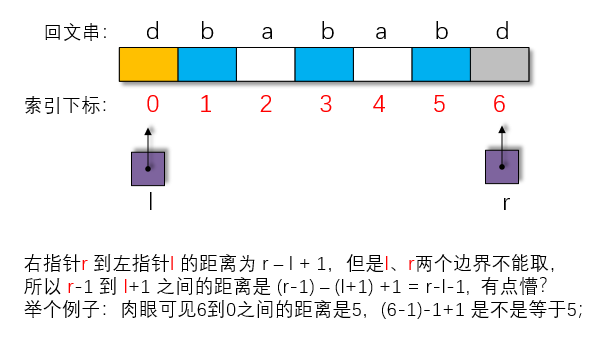 回文串： d b a b a b d
索引下标： 0 1 2 3 4 5 6
l r
右指针r 到左指针l 的距离为 r – l + 1，但是l、r两个边界不能取，
所以 r-1 到 l+1 之间的距离是 (r-1) – (l+1) +1 = r-l-1，有点懵？
举个例子：肉眼可见6到0之间的距离是5，(6-1)-1+1 是不是等于5；